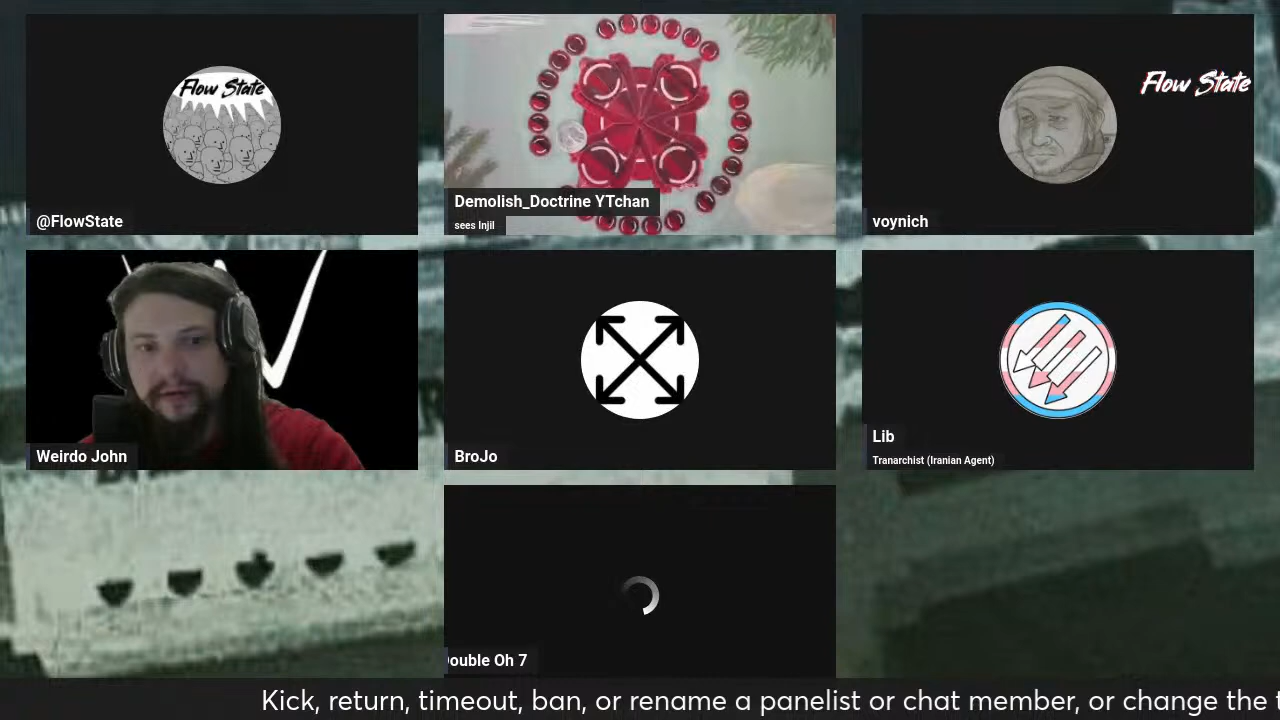 Flow State
@FlowState
Demolish_Doctrine YTchan
sees Injil
Flow State
voynich
Weirdo John
BroJo
Lib
Tranarchist (Iranian Agent)
ouble Oh 7
Kick, return, timeout, ban, or rename a panelist or chat member, or change the